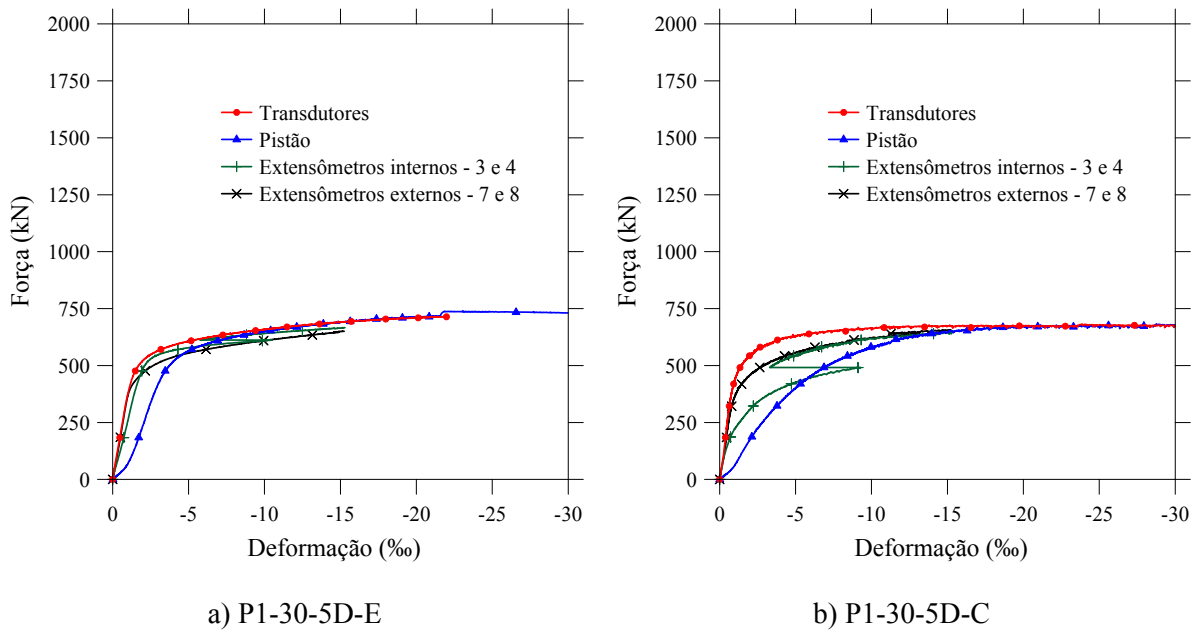 2000
1750
1500
1250
1000
750
500
250
0
Força (kN)
Transdutores
Pistão
Extensômetros internos - 3 e 4
Extensômetros externos - 7 e 8
0 -5 -10 -15 -20 -25 -30
Deformação (‰)
a) P1-30-5D-E
2000
1750
1500
1250
1000
750
500
250
0
Força (kN)
Transdutores
Pistão
Extensômetros internos - 3 e 4
Extensômetros externos - 7 e 8
0 -5 -10 -15 -20 -25 -30
Deformação (‰)
b) P1-30-5D-C